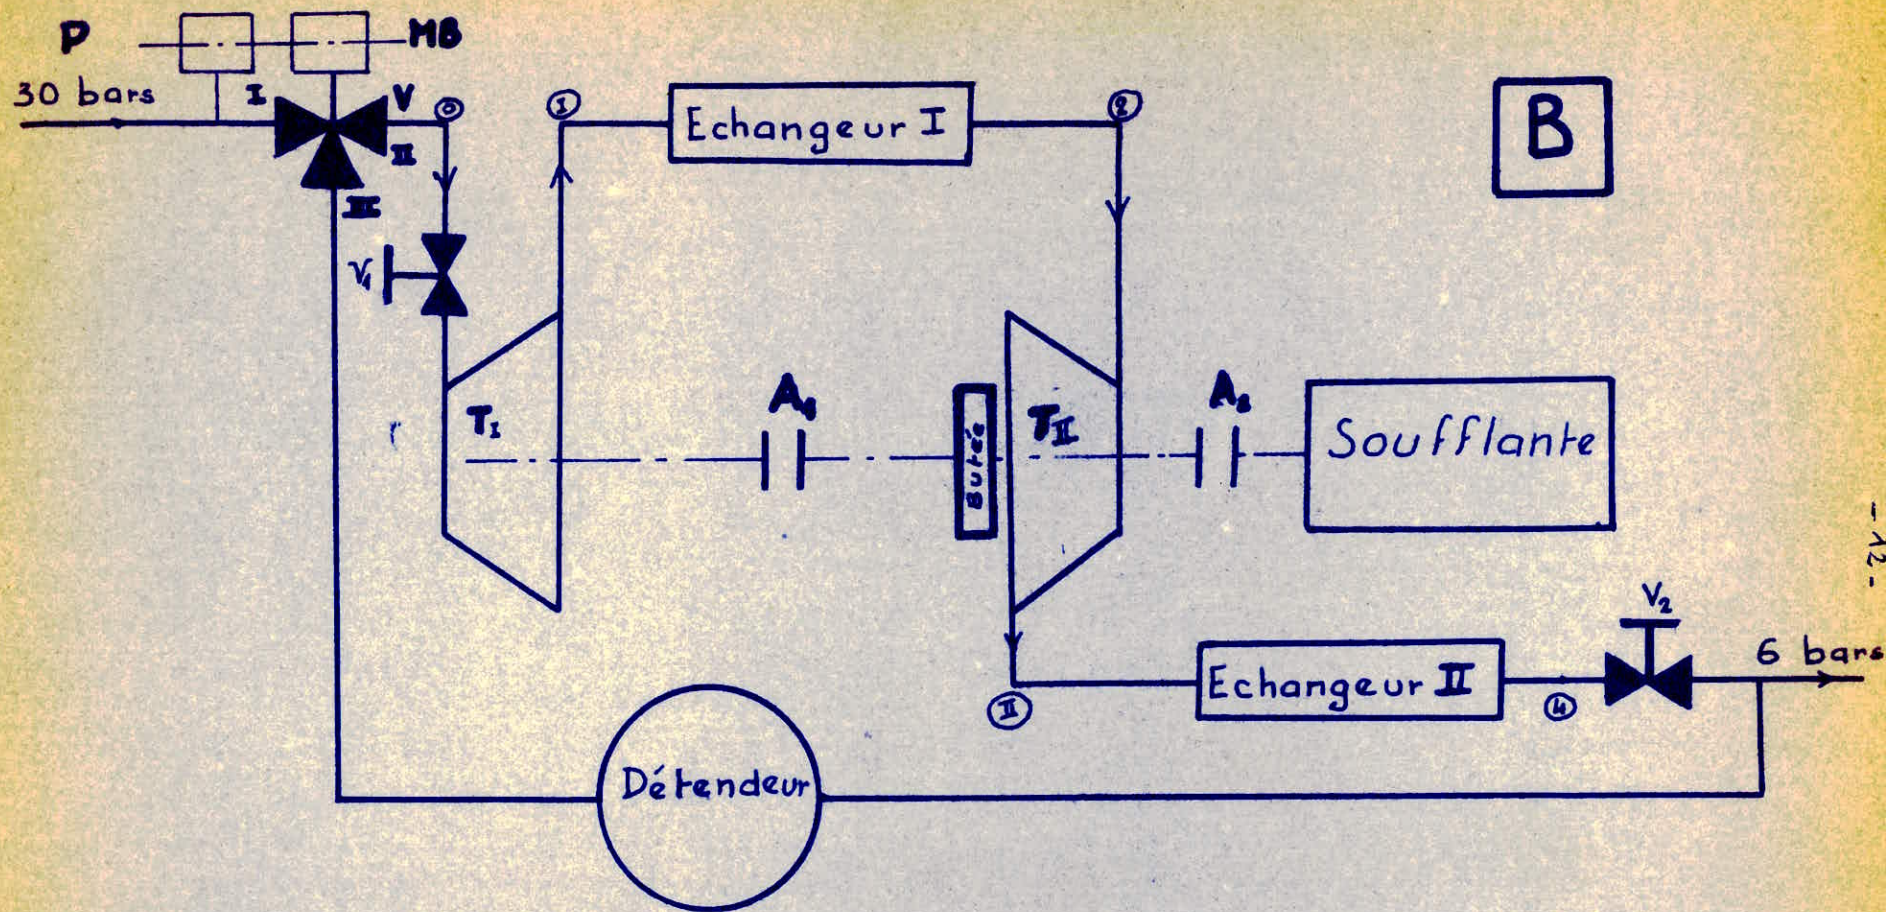 P
MB
30 bars
I
V
II
III
0
1
Echangeur I
2
B
V1
TI
A1
Butée
TII
A2
Soufflante
- 12 -
V2
6 bars
Echangeur II
II
4
Détendeur